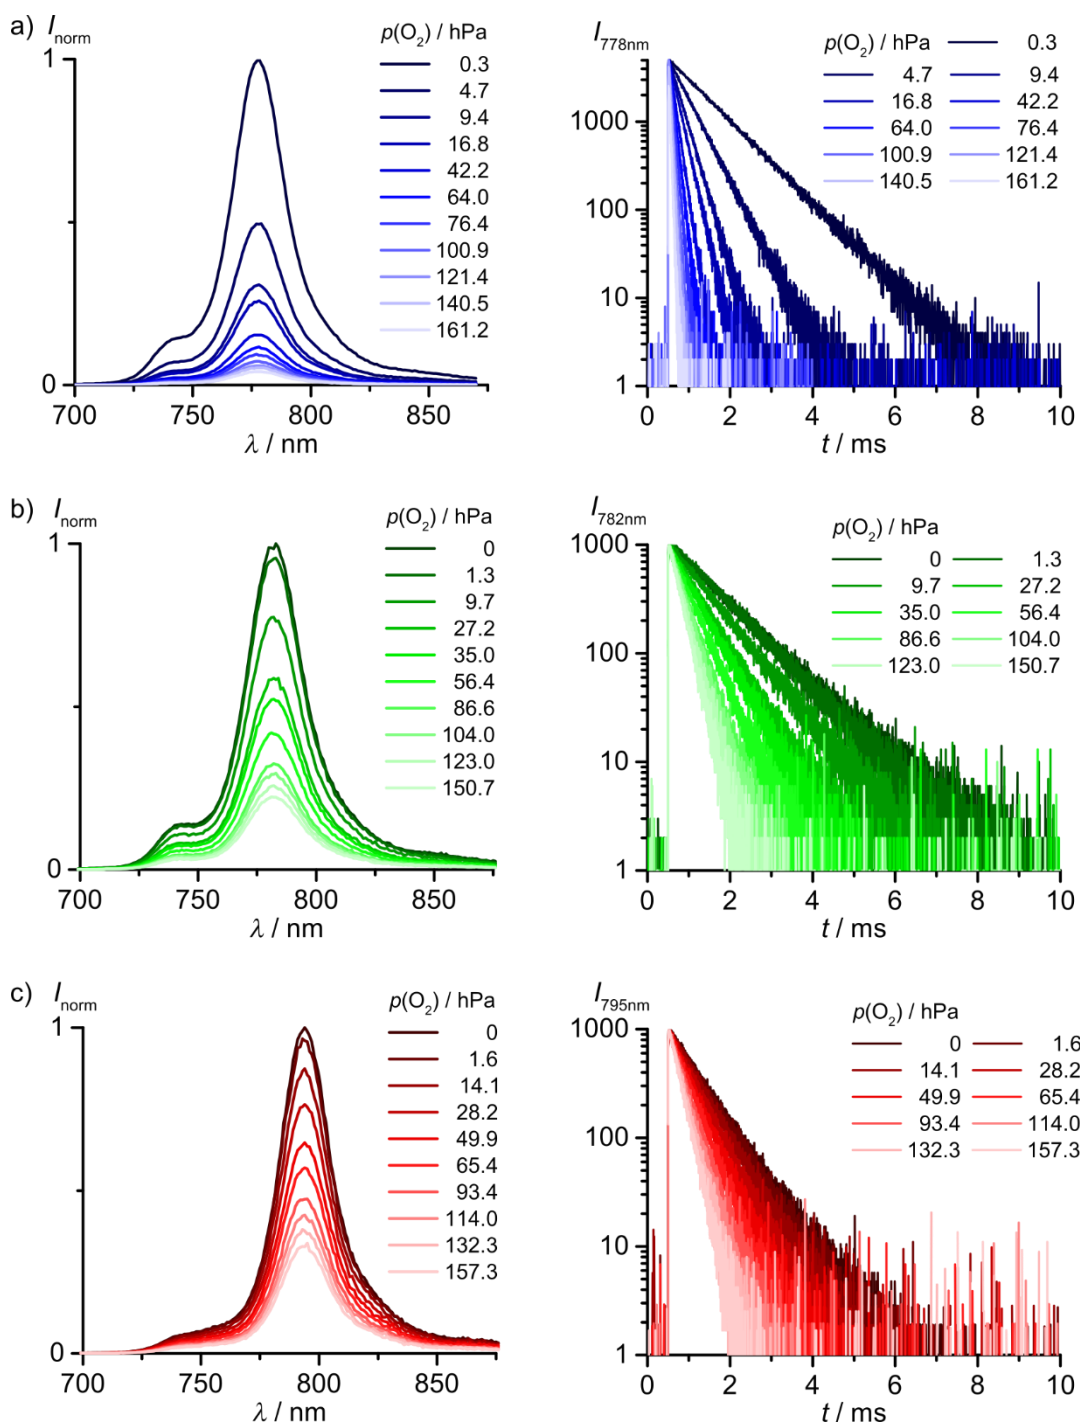 a) I_norm
p(O₂) / hPa
0.3
4.7
9.4
16.8
42.2
64.0
76.4
100.9
121.4
140.5
161.2
1
0
700 750 800 850
λ / nm
I_778nm
p(O₂) / hPa 0.3
4.7 9.4
16.8 42.2
64.0 76.4
100.9 121.4
140.5 161.2
1000
100
10
1
0 2 4 6 8 10
t / ms
b) I_norm
p(O₂) / hPa
0
1.3
9.7
27.2
35.0
56.4
86.6
104.0
123.0
150.7
1
0
700 750 800 850
λ / nm
I_782nm
p(O₂) / hPa
0 1.3
9.7 27.2
35.0 56.4
86.6 104.0
123.0 150.7
1000
100
10
1
0 2 4 6 8 10
t / ms
c) I_norm
p(O₂) / hPa
0
1.6
14.1
28.2
49.9
65.4
93.4
114.0
132.3
157.3
1
0
700 750 800 850
λ / nm
I_795nm
p(O₂) / hPa
0 1.6
14.1 28.2
49.9 65.4
93.4 114.0
132.3 157.3
1000
100
10
1
0 2 4 6 8 10
t / ms